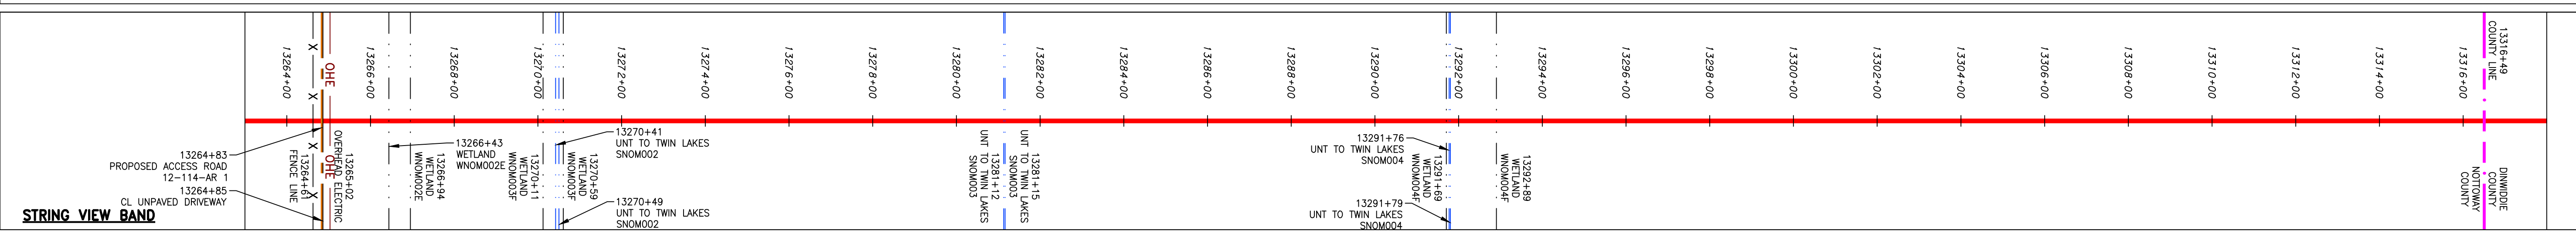 13264+00
13266+00
13268+00
13270+00
13272+00
13274+00
13276+00
13278+00
13280+00
13282+00
13284+00
13286+00
13288+00
13290+00
13292+00
13294+00
13296+00
13298+00
13300+00
13302+00
13304+00
13306+00
13308+00
13310+00
13312+00
13314+00
13316+00
13316+49
COUNTY LINE
X
X
OHE
13264+83
PROPOSED ACCESS ROAD
12-114-AR 1
13264+85
CL UNPAVED DRIVEWAY
X
X
13264+61
FENCE LINE
OHE
13265+02
OVERHEAD ELECTRIC
13266+43
WETLAND
WNOM002E
13266+94
WETLAND
WNOM002E
13270+11
WETLAND
WNOM003F
13270+41
UNT TO TWIN LAKES
SNOM002
13270+59
WETLAND
WNOM003F
13270+49
UNT TO TWIN LAKES
SNOM002
13281+12
UNT TO TWIN LAKES
SNOM003
13281+15
UNT TO TWIN LAKES
SNOM003
13291+76
UNT TO TWIN LAKES
SNOM004
13291+79
UNT TO TWIN LAKES
SNOM004
13291+69
WETLAND
WNOM004F
13292+89
WETLAND
WNOM004F
DINWIDDIE
COUNTY
NOTTOWAY
COUNTY
STRING VIEW BAND